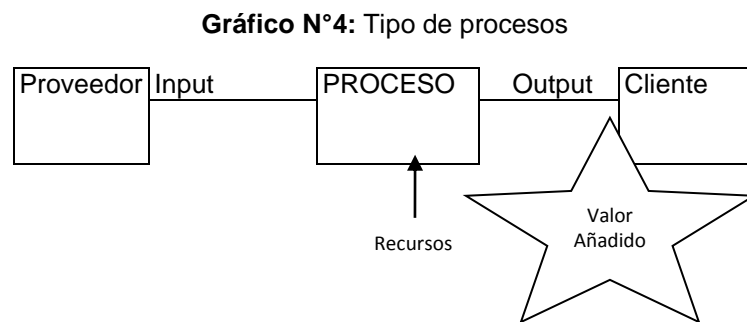 Gráfico N°4: Tipo de procesos
Proveedor Input PROCESO Output Cliente
Recursos
Valor
Añadido